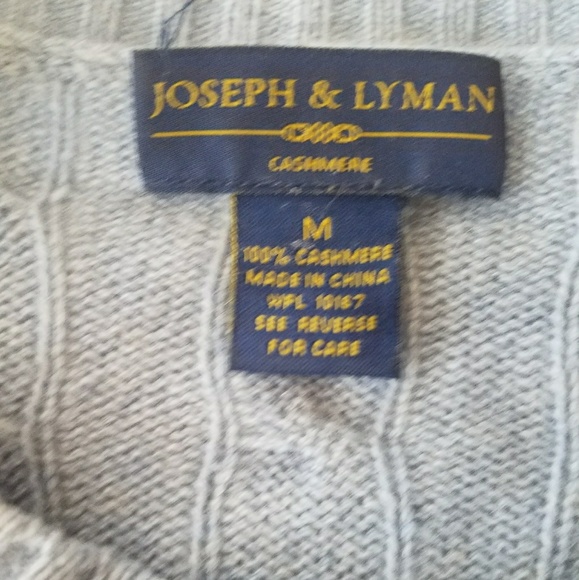 JOSEPH & LYMAN
CASHMERE
M
100% CASHMERE
MADE IN CHINA
WPL 10167
SEE REVERSE
FOR CARE